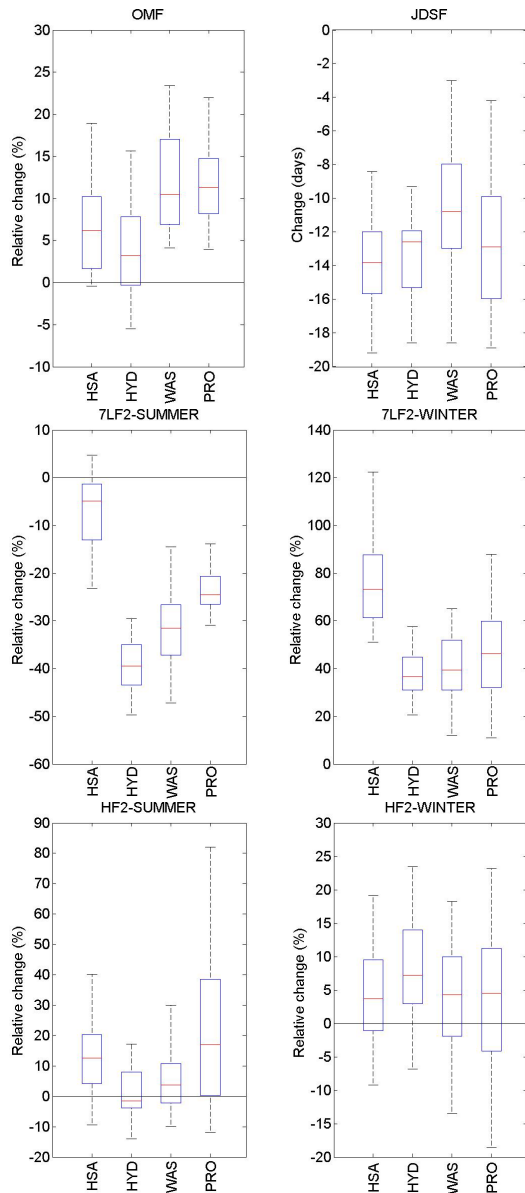 OMF
Relative change (%)
30
25
20
15
10
5
0
-5
-10
HSA
HYD
WAS
PRO
JDSF
Change (days)
0
-2
-4
-6
-8
-10
-12
-14
-16
-18
-20
HSA
HYD
WAS
PRO
7LF2-SUMMER
Relative change (%)
10
0
-10
-20
-30
-40
-50
-60
HSA
HYD
WAS
PRO
7LF2-WINTER
Relative change (%)
140
120
100
80
60
40
20
0
HSA
HYD
WAS
PRO
HF2-SUMMER
Relative change (%)
90
80
70
60
50
40
30
20
10
0
-10
-20
HSA
HYD
WAS
PRO
HF2-WINTER
Relative change (%)
30
25
20
15
10
5
0
-5
-10
-15
-20
HSA
HYD
WAS
PRO